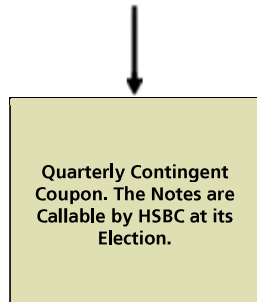 Quarterly Contingent
Coupon. The Notes are
Callable by HSBC at its
Election.